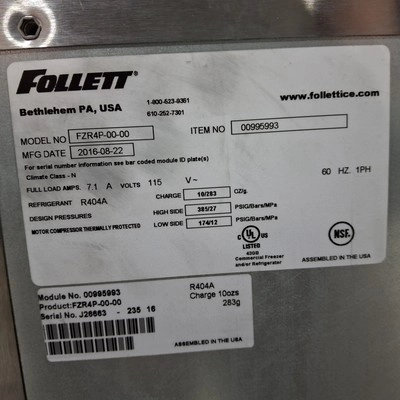 FOLLETT®
Bethlehem PA, USA
1-800-523-9361
610-252-7301
www.follettice.com
MODEL NO FZR4P-00-00 ITEM NO 00995993
MFG DATE 2016-08-22
For serial number information see bar coded module ID plate(s)
Climate Class - N
FULL LOAD AMPS. 7.1 A VOLTS 115 V~ 60 HZ. 1PH
REFRIGERANT R404A CHARGE 10/283 OZ/g.
DESIGN PRESSURES HIGH SIDE 385/27 PSIG/Bars/MPa
MOTOR COMPRESSOR THERMALLY PROTECTED LOW SIDE 174/12 PSIG/Bars/MPa
C UL US
LISTED
Commercial Freezer
and/or Refrigerator
NSF
ASSEMBLED IN THE USA.
Module No. 00995993
Product: FZR4P-00-00
Serial No. J26663 - 235 16
R404A
Charge 10ozs
283g
ASSEMBLED IN THE USA.